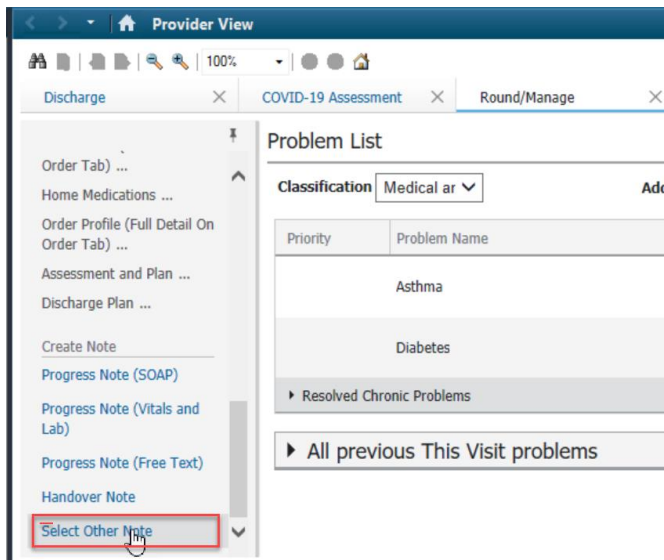 Provider View
100%
Discharge
COVID-19 Assessment
Round/Manage
Order Tab) ...
Home Medications ...
Order Profile (Full Detail On
Order Tab) ...
Assessment and Plan ...
Discharge Plan ...
Create Note
Progress Note (SOAP)
Progress Note (Vitals and
Lab)
Progress Note (Free Text)
Handover Note
Select Other Note
Problem List
Classification Medical ar
Priority Problem Name
Asthma
Diabetes
Resolved Chronic Problems
All previous This Visit problems